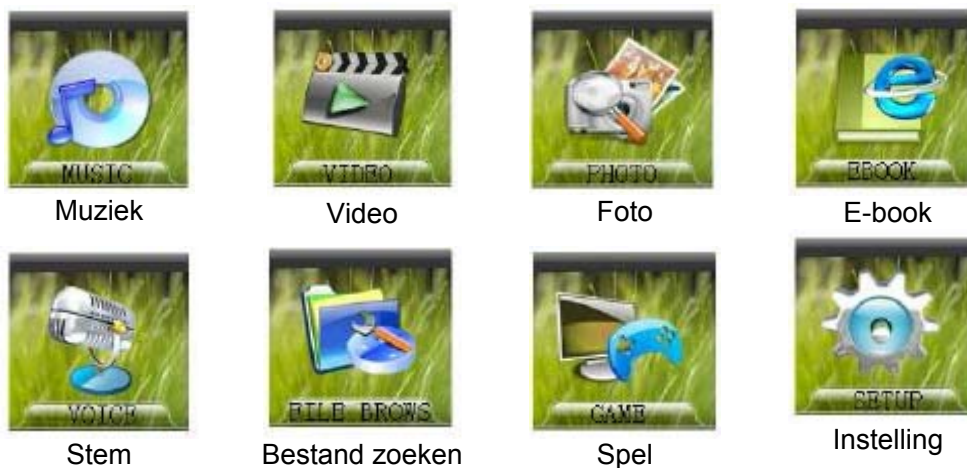 MUSIC
VIDEO
PHOTO
EBOOK
Muziek
Video
Foto
E-book
VOICE
FILE BROWS
GAME
SETUP
Stem
Bestand zoeken
Spel
Instelling